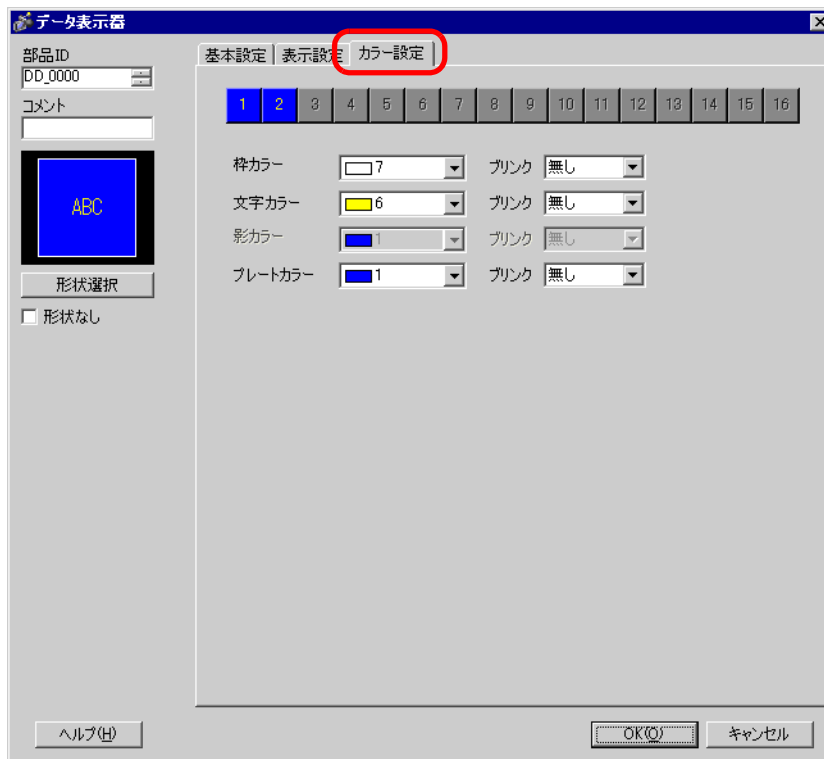 データ表示器
部品ID
DD_0000
コメント
ABC
形状選択
形状なし
基本設定 表示設定 カラー設定
1 2 3 4 5 6 7 8 9 10 11 12 13 14 15 16
枠カラー 7 ブリンク 無し
文字カラー 6 ブリンク 無し
影カラー 1 ブリンク 無し
プレートカラー 1 ブリンク 無し
ヘルプ(H) OK(O) キャンセル